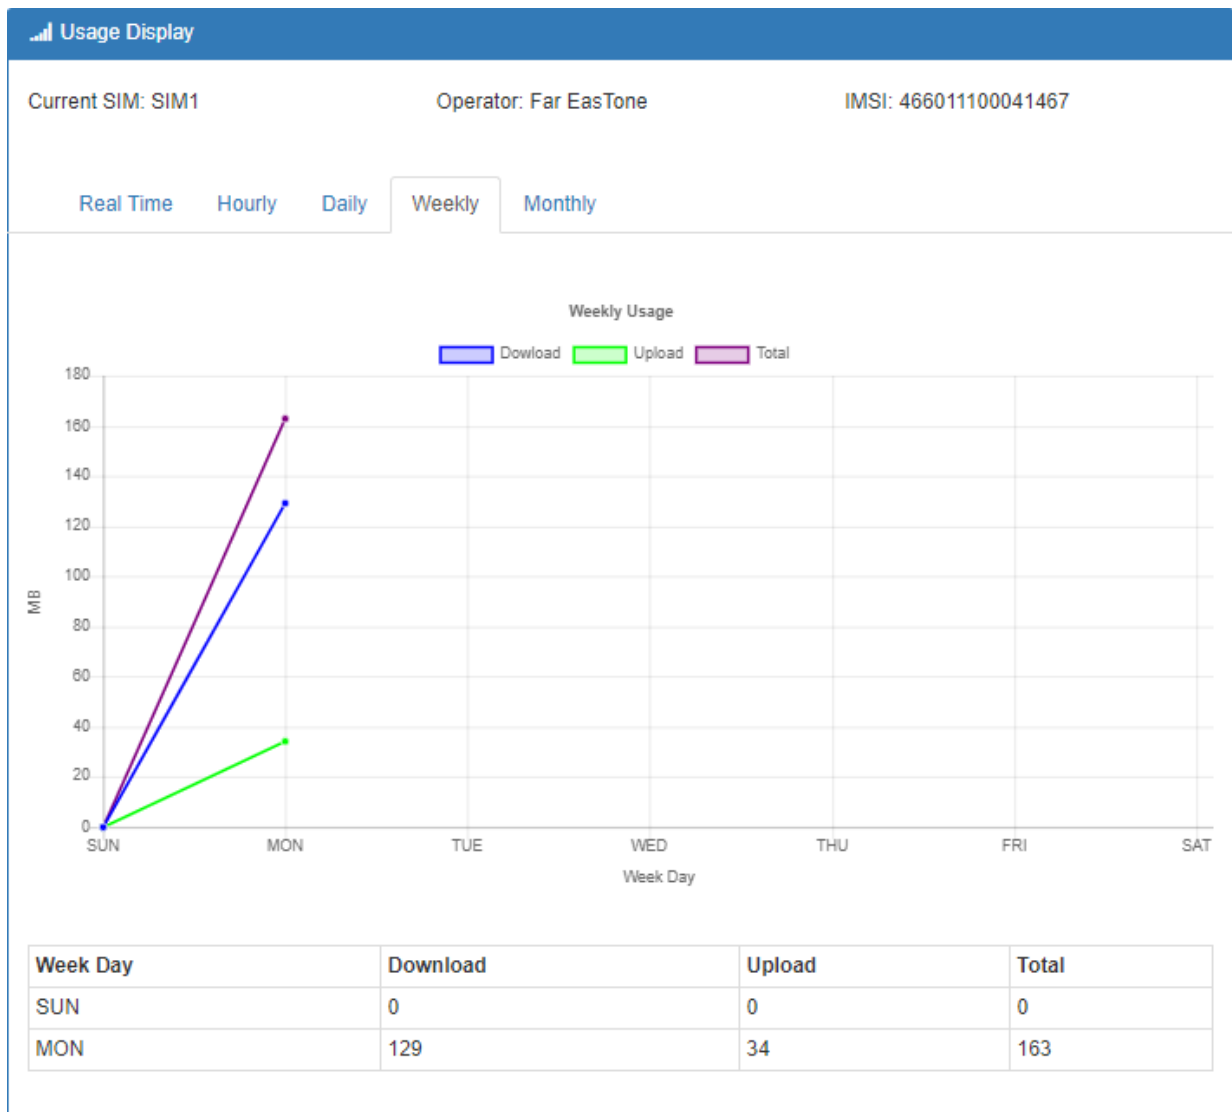 Usage Display
Current SIM: SIM1 Operator: Far EasTone IMSI: 466011100041467
Real Time Hourly Daily Weekly Monthly
Weekly Usage
Dowload Upload Total
180
160
140
120
100
80
60
40
20
0
MB
SUN MON TUE WED THU FRI SAT
Week Day
Week Day Download Upload Total
SUN 0 0 0
MON 129 34 163